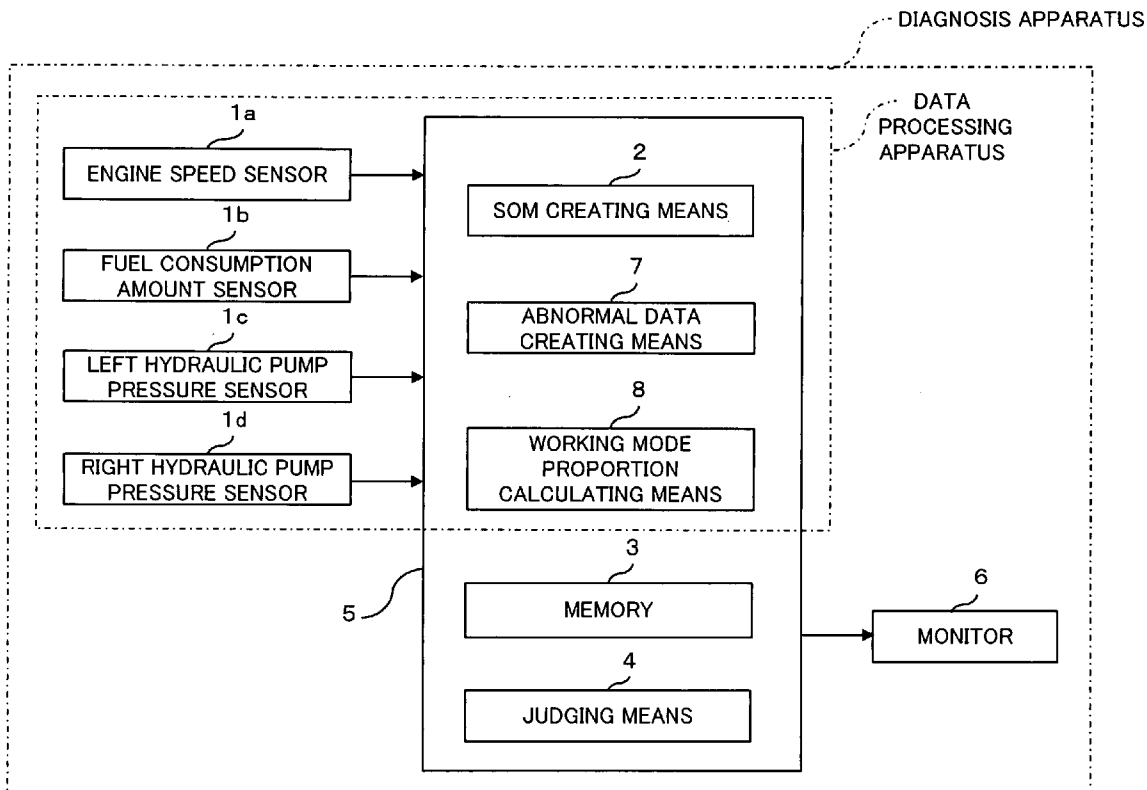 DIAGNOSIS APPARATUS
DATA
PROCESSING
APPARATUS
1a
ENGINE SPEED SENSOR
1b
FUEL CONSUMPTION
AMOUNT SENSOR
1c
LEFT HYDRAULIC PUMP
PRESSURE SENSOR
1d
RIGHT HYDRAULIC PUMP
PRESSURE SENSOR
2
SOM CREATING MEANS
7
ABNORMAL DATA
CREATING MEANS
8
WORKING MODE
PROPORTION
CALCULATING MEANS
3
MEMORY
4
JUDGING MEANS
5
6
MONITOR